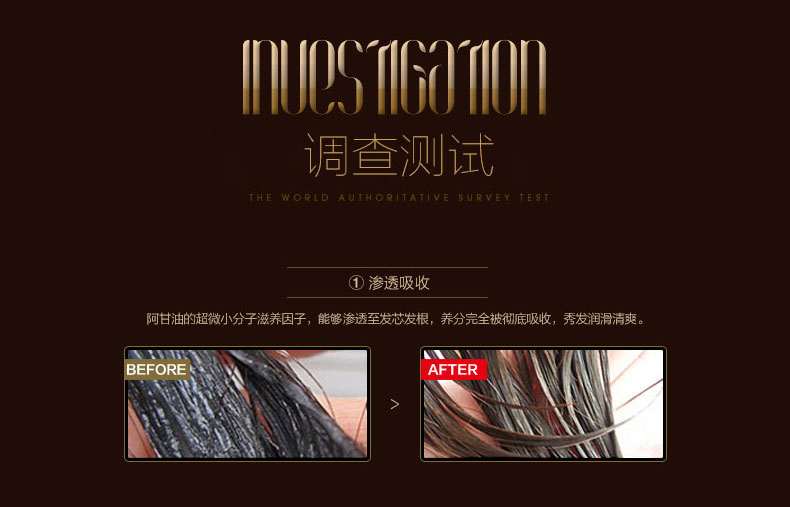 INVESTIGATION
调查测试
THE WORLD AUTHORITATIVE SURVEY TEST
① 渗透吸收
阿甘油的超微小分子滋养因子，能够渗透至发芯发根，养分完全被彻底吸收，秀发润滑清爽。
BEFORE
>
AFTER